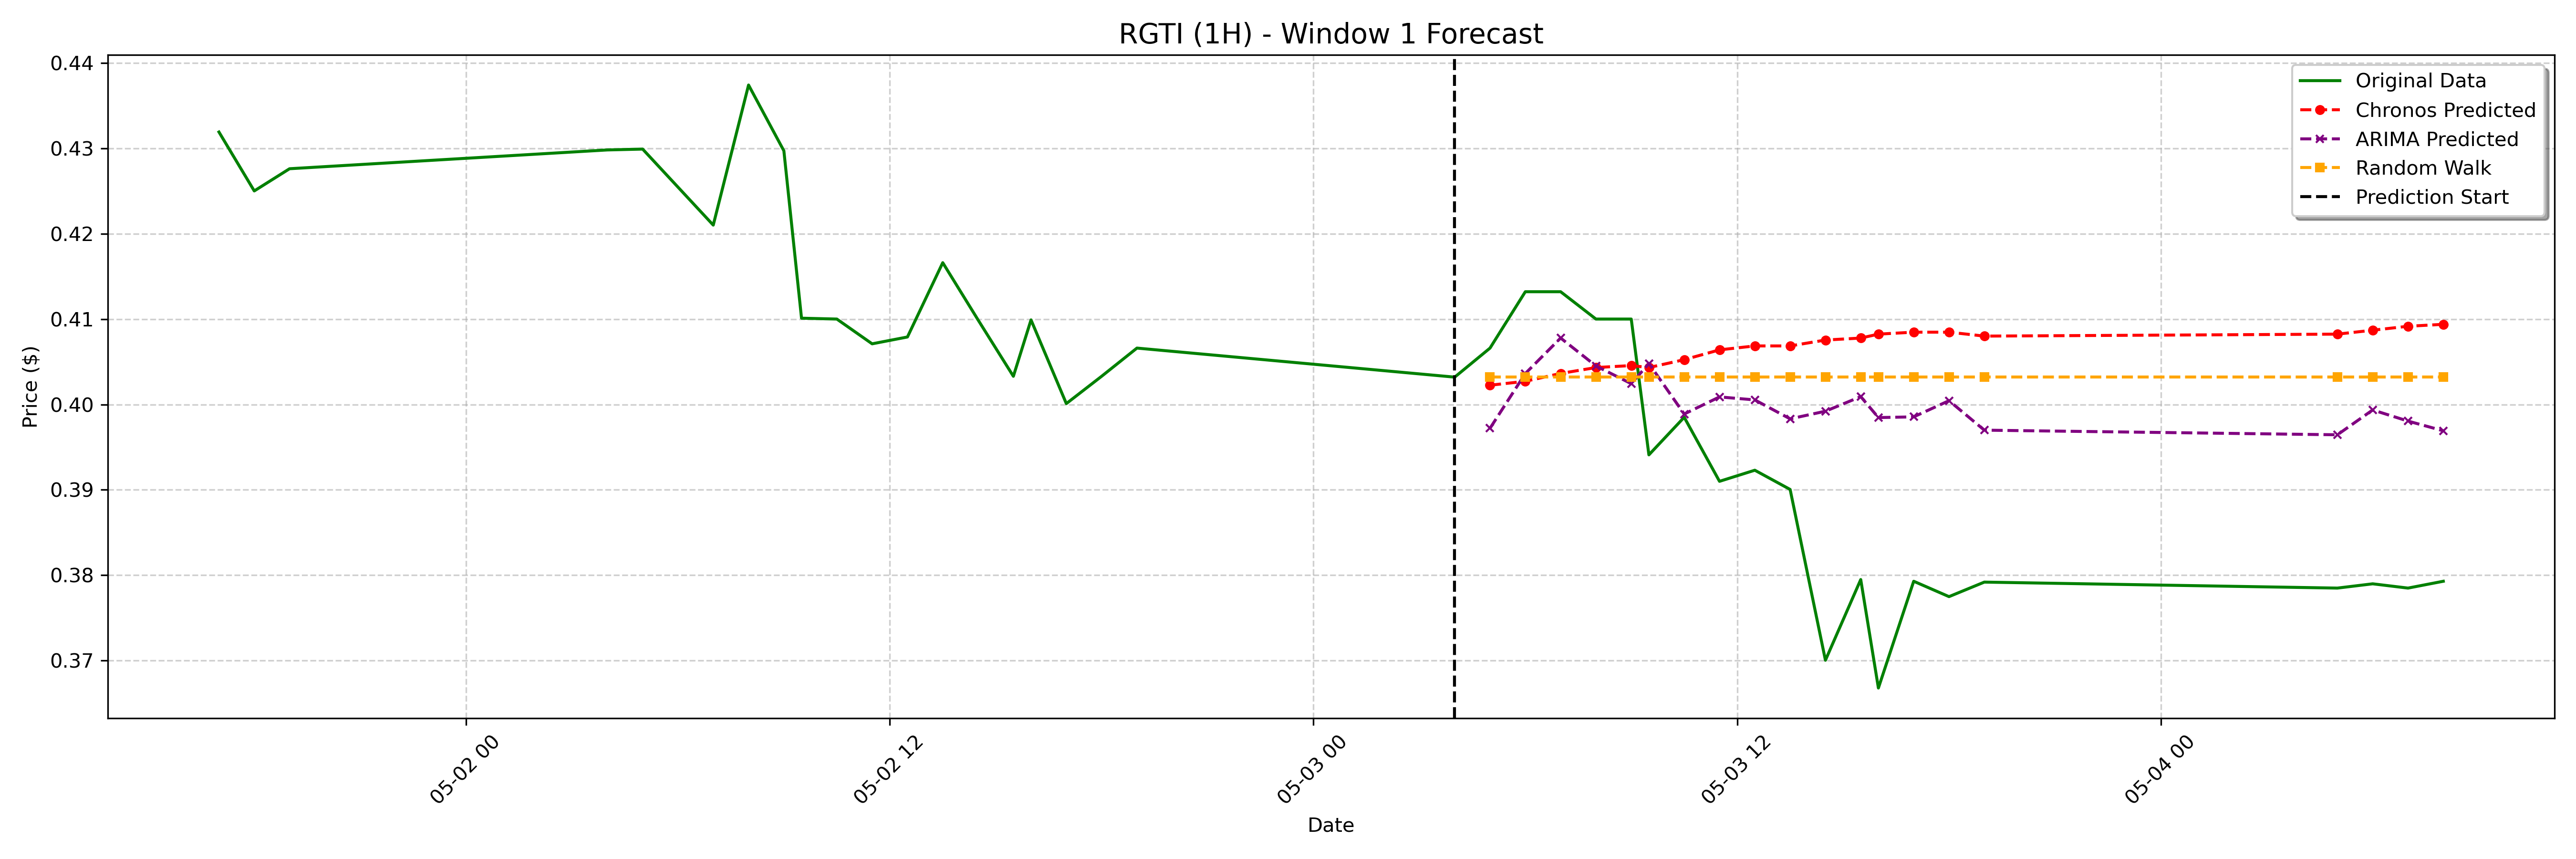 RGTI (1H) - Window 1 Forecast
Price ($)
0.44
0.43
0.42
0.41
0.40
0.39
0.38
0.37
Original Data
Chronos Predicted
ARIMA Predicted
Random Walk
Prediction Start
05-02 00
05-02 12
05-03 00
05-03 12
05-04 00
Date